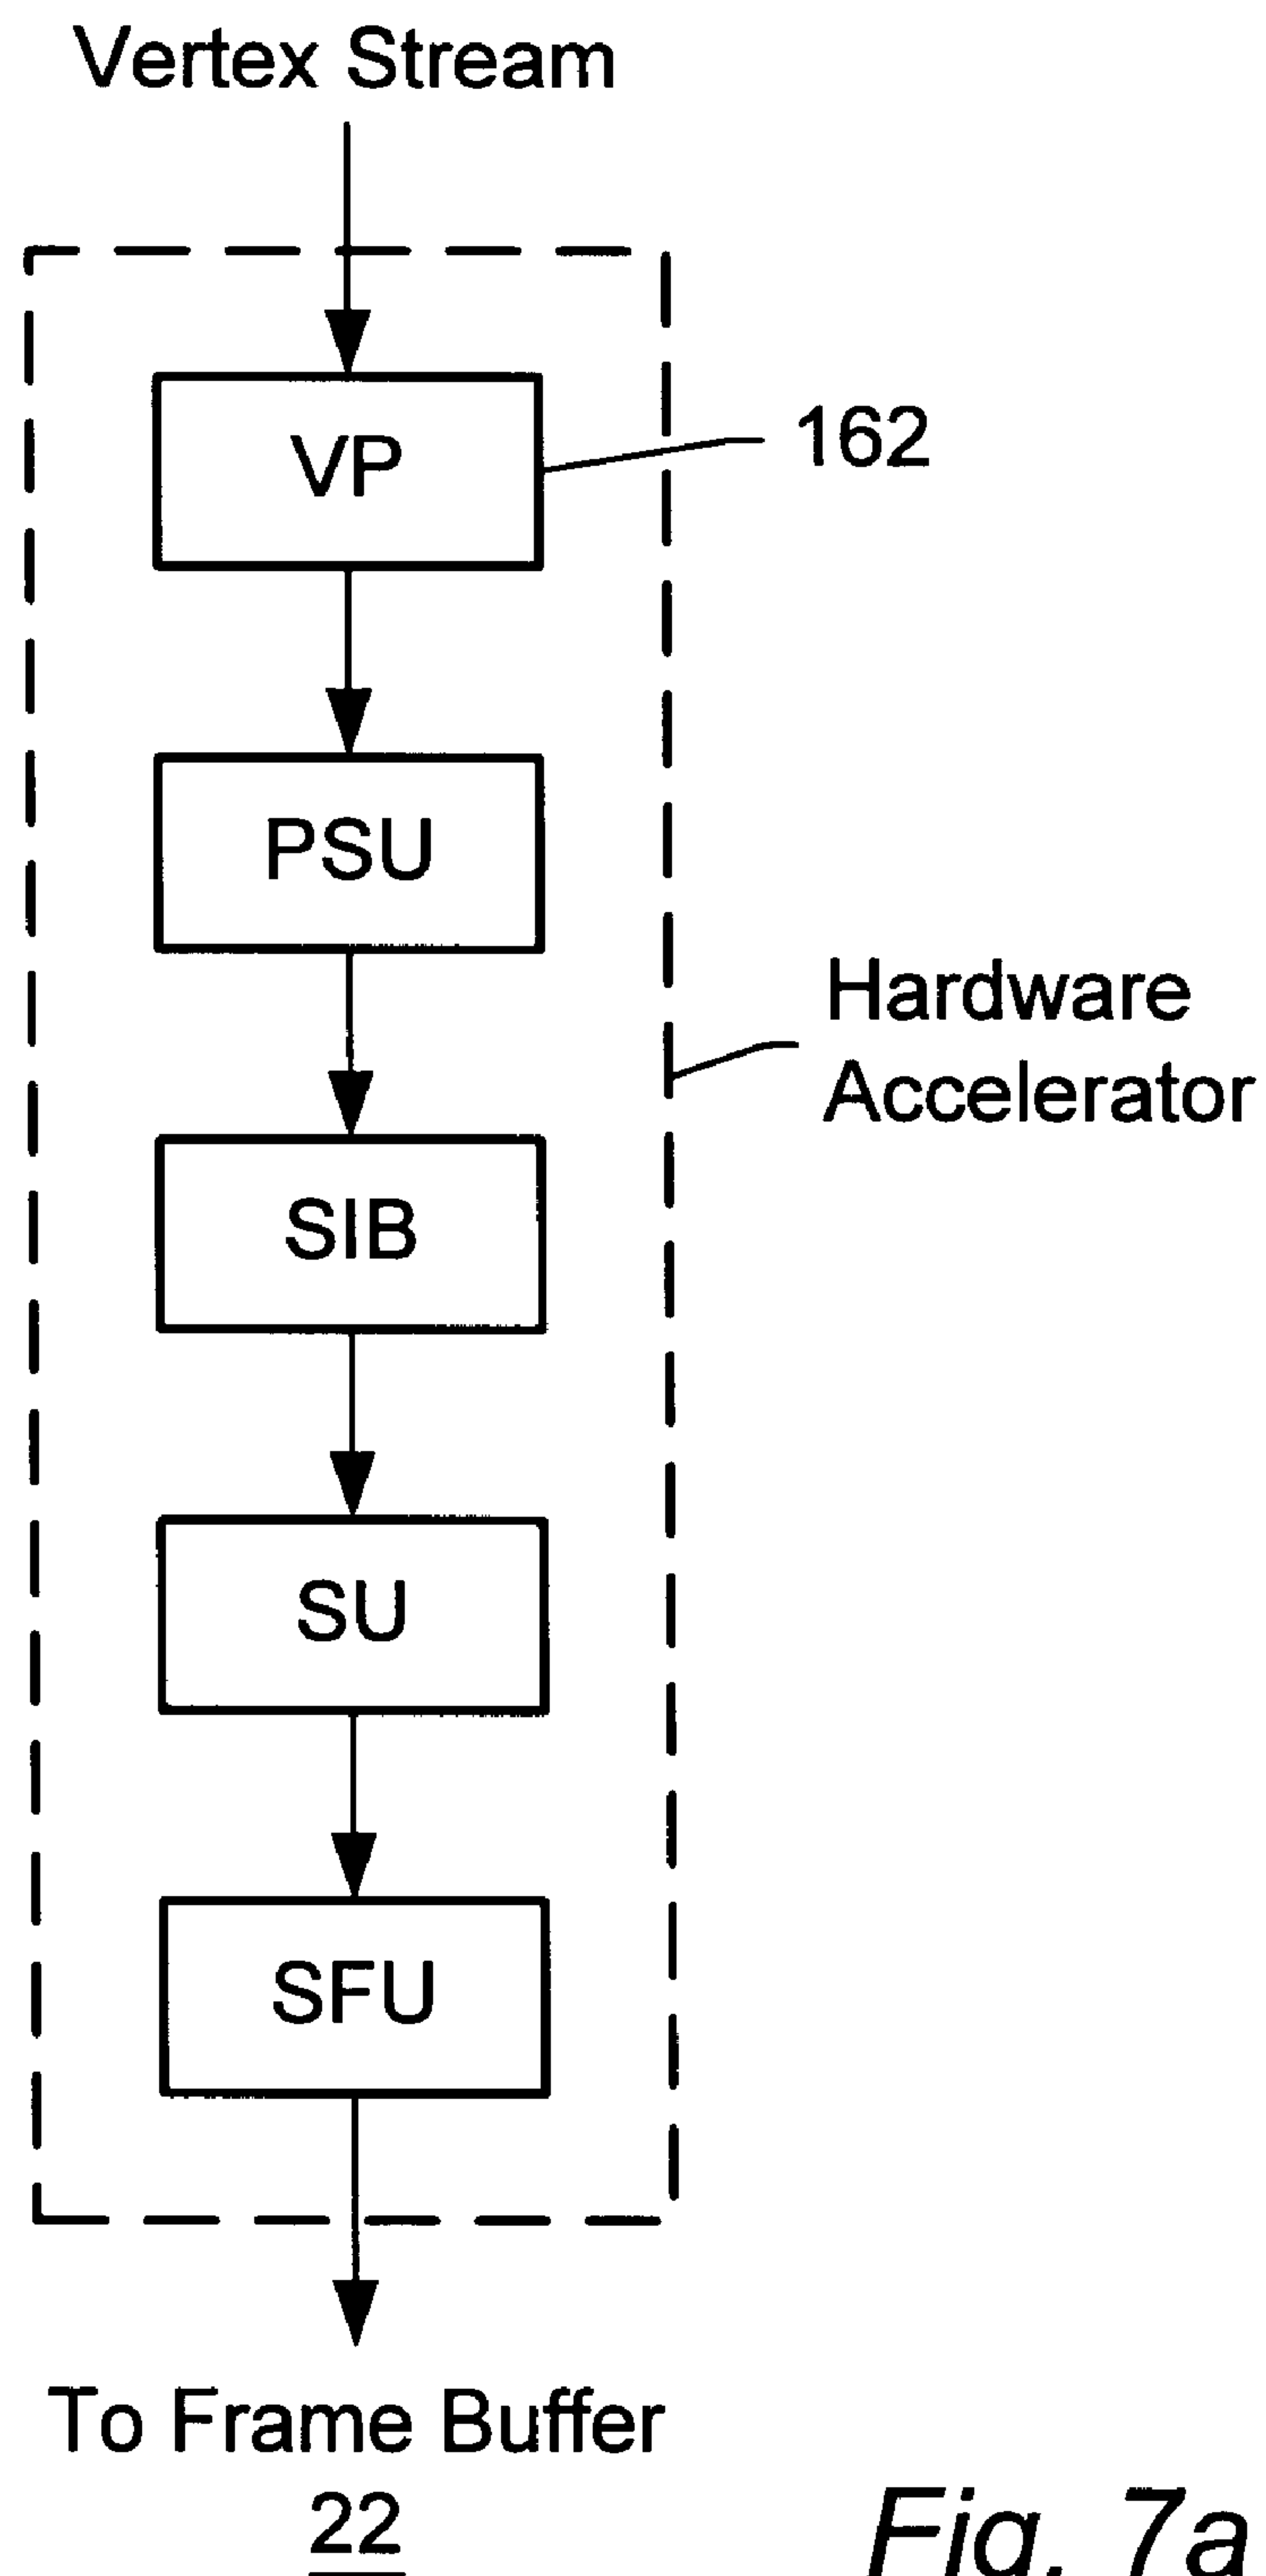 Vertex Stream
VP
162
PSU
Hardware
Accelerator
SIB
SU
SFU
To Frame Buffer
22
Fig. 7a